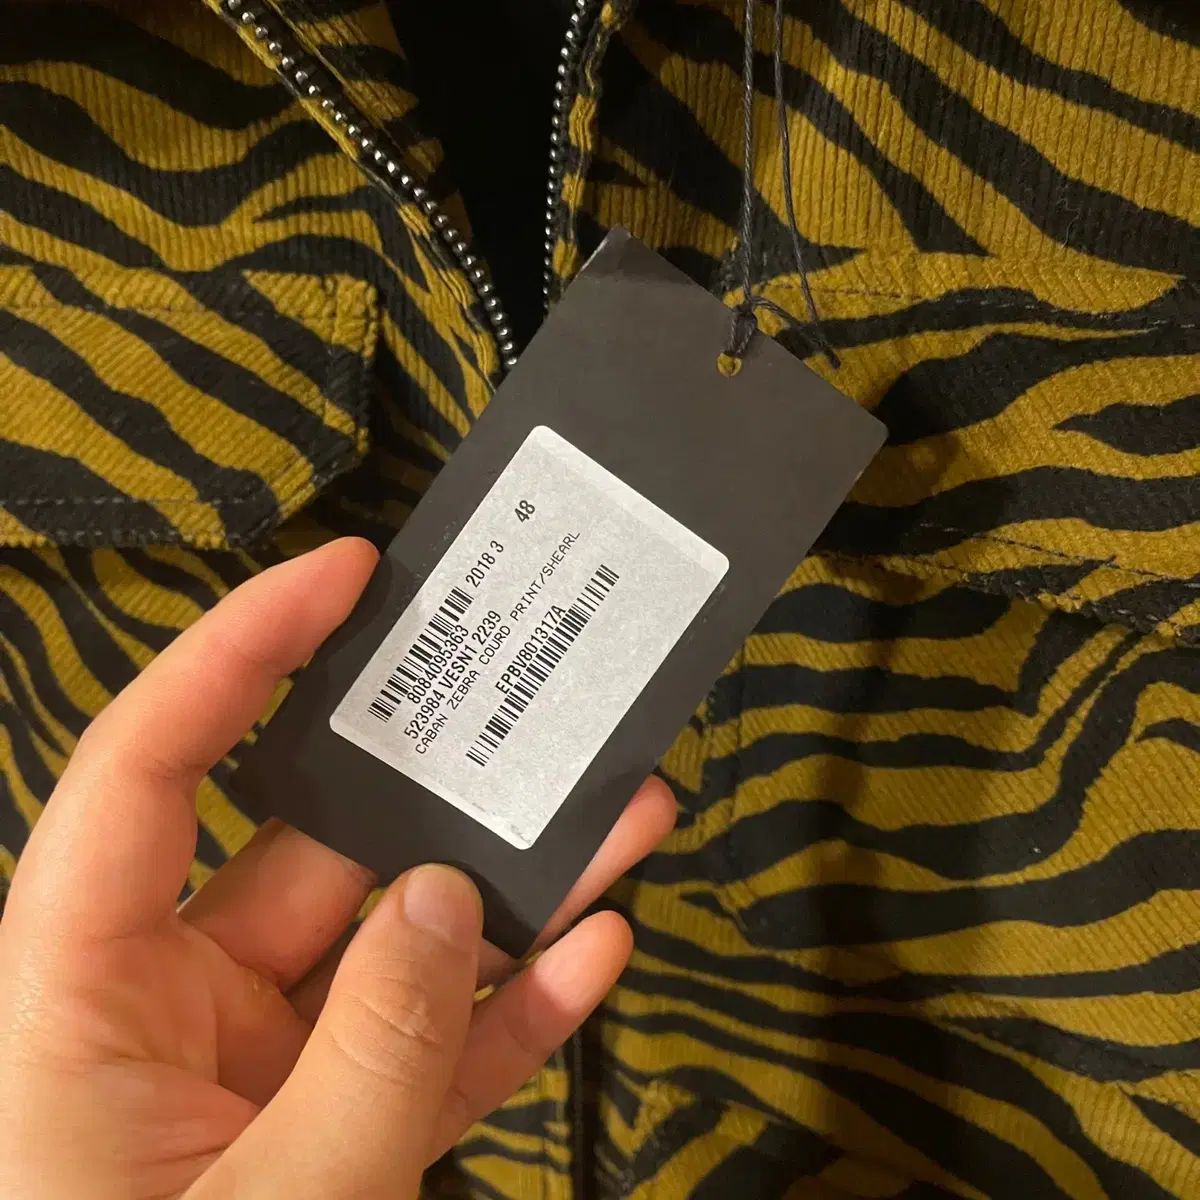 2018 3 48
8084095363
523984 VESN1 2239
CABAN ZEBRA COURD PRINT/SHEARL
EPBV801317A